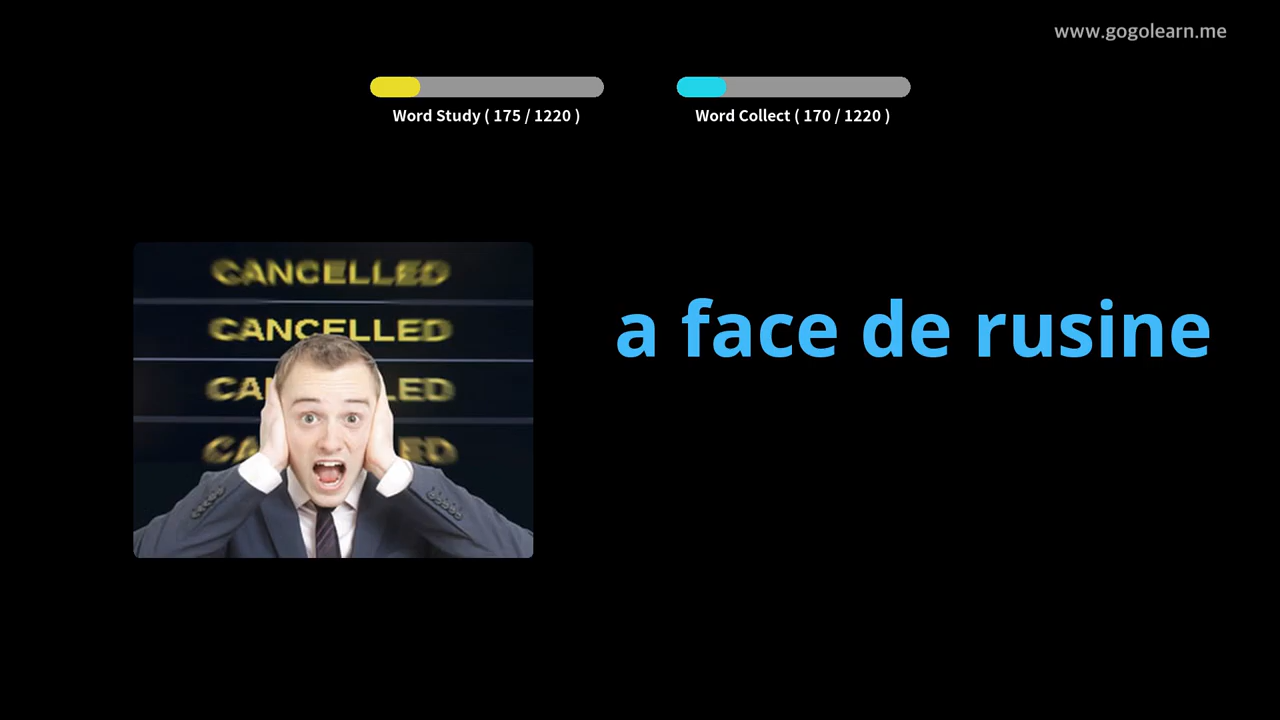 www.gogolearn.me
Word Study ( 175 / 1220 )
Word Collect ( 170 / 1220 )
CANCELLED
CANCELLED
a face de rusine